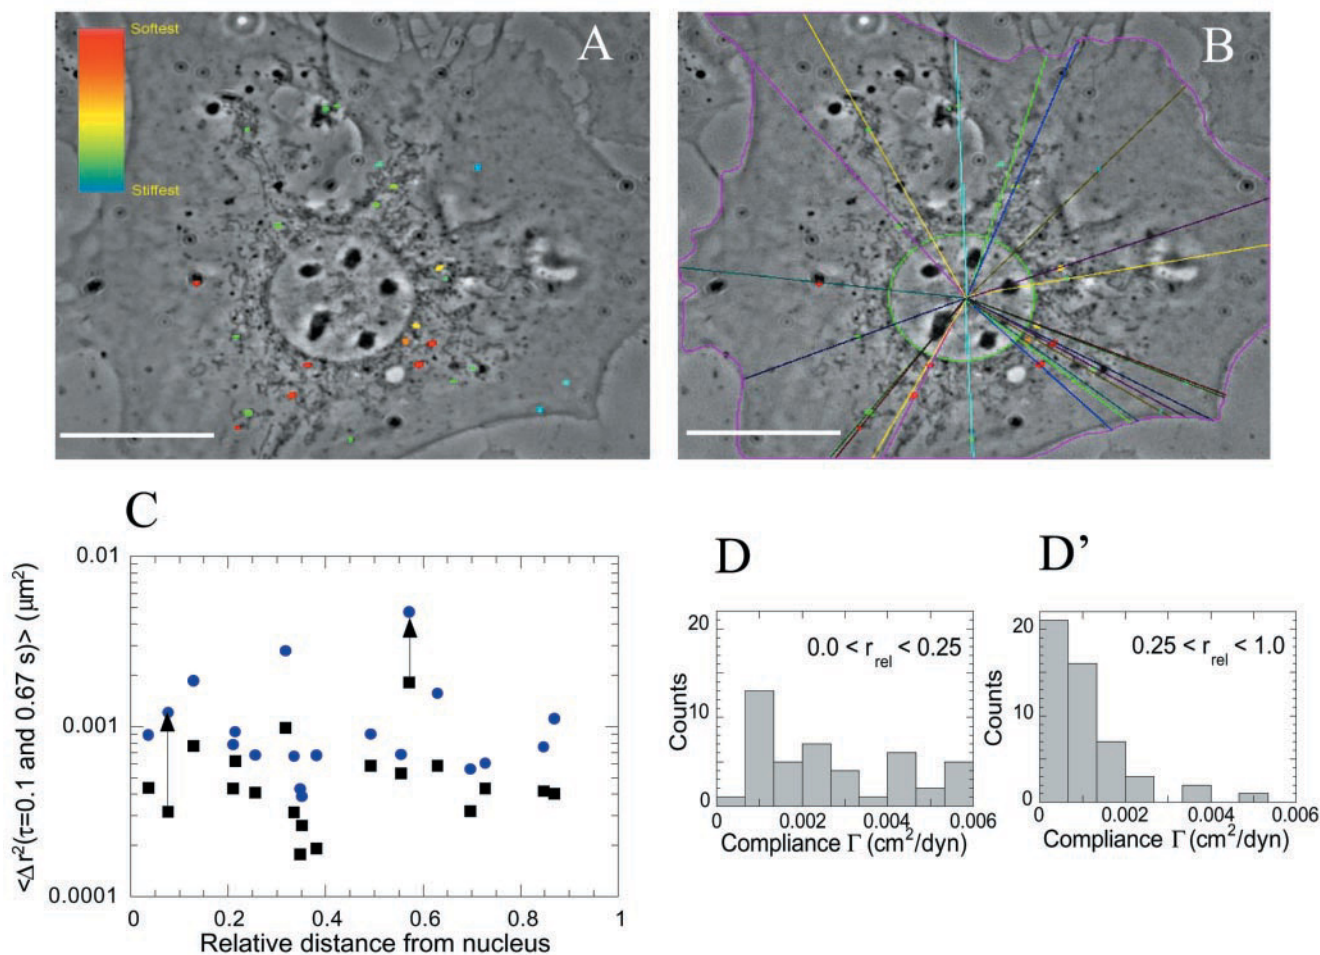 Softest
A
B
Stiffest
C
<Δr²(τ=0.1 and 0.67 s)> (μm²)
0.01
0.001
0.0001
0
0.2
0.4
0.6
0.8
1
Relative distance from nucleus
D
Counts
20
10
0
0.0 < r_rel < 0.25
0
0.002
0.004
0.006
Compliance Γ (cm²/dyn)
D’
Counts
20
10
0
0.25 < r_rel < 1.0
0
0.002
0.004
0.006
Compliance Γ (cm²/dyn)